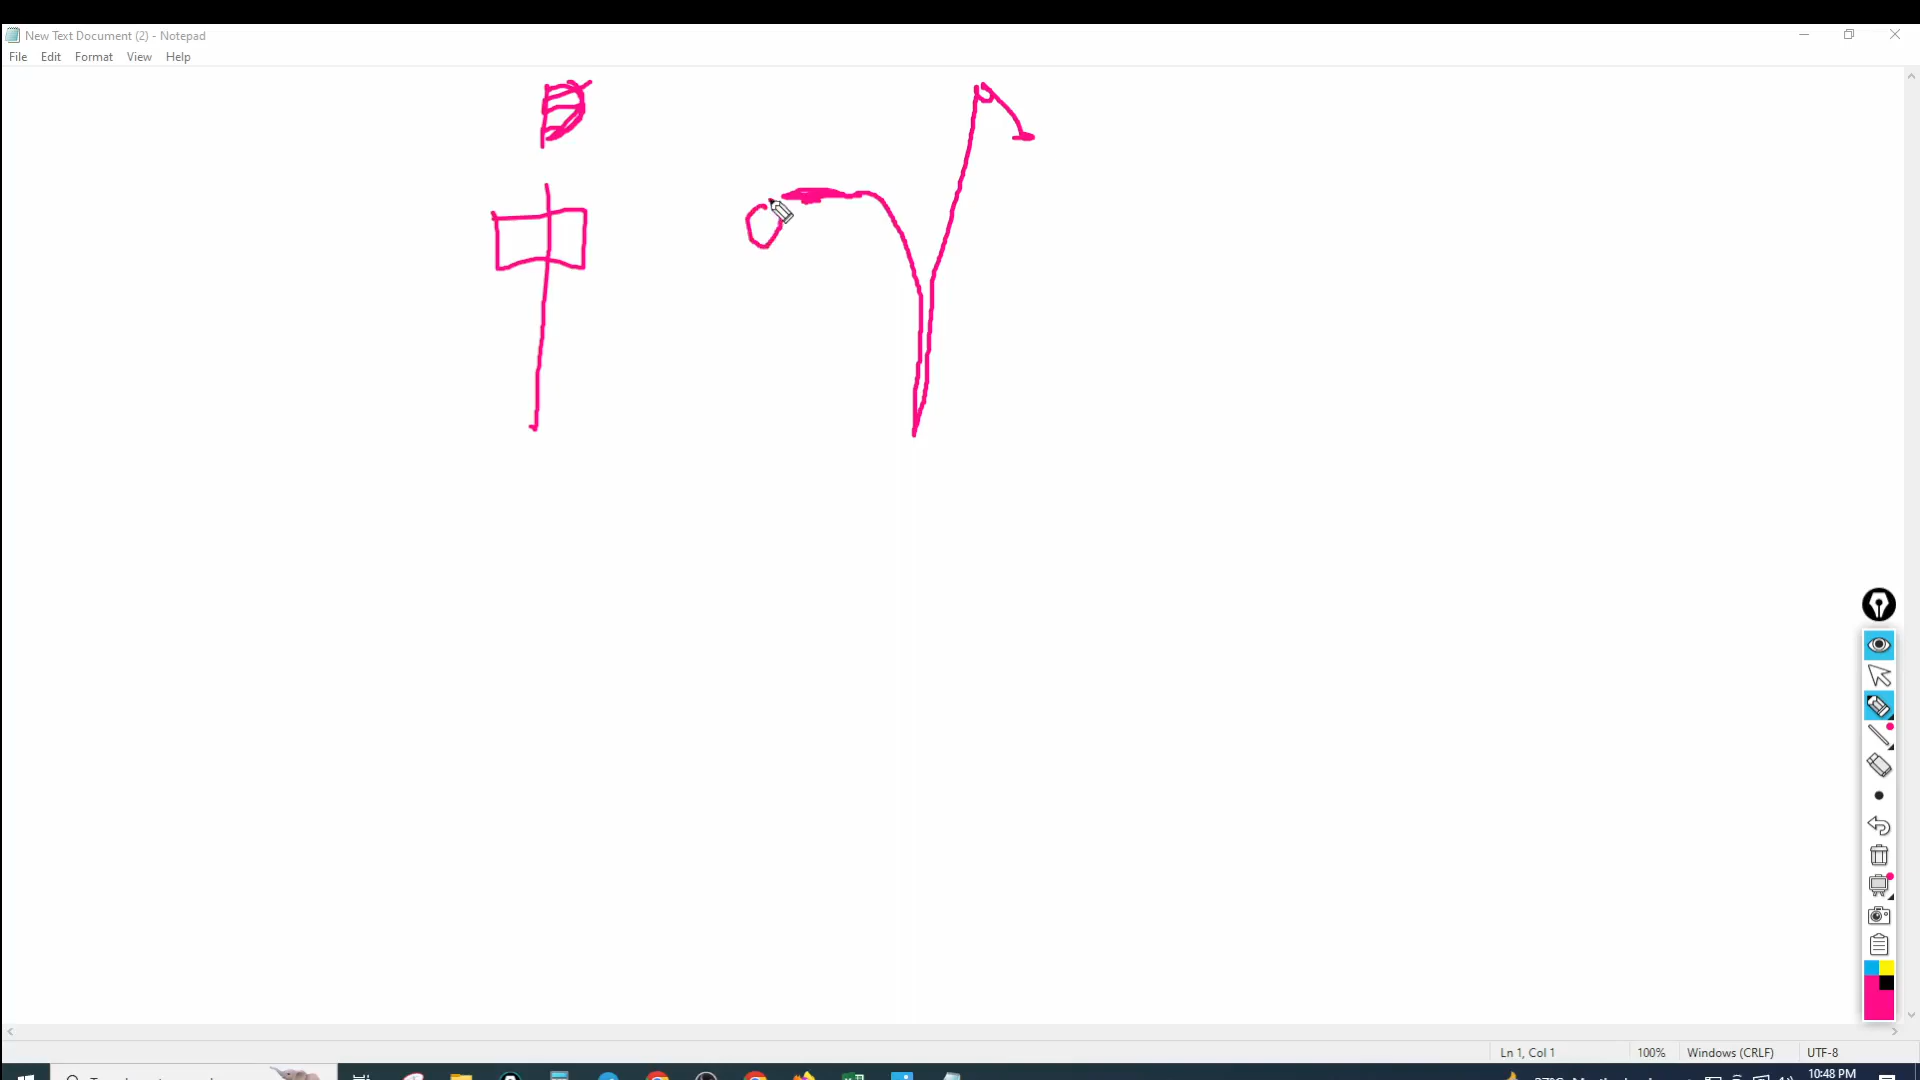 New Text Document (2) - Notepad
File Edit Format View Help
Ln 1, Col 1 100% Windows (CRLF) UTF-8
10:48 PM